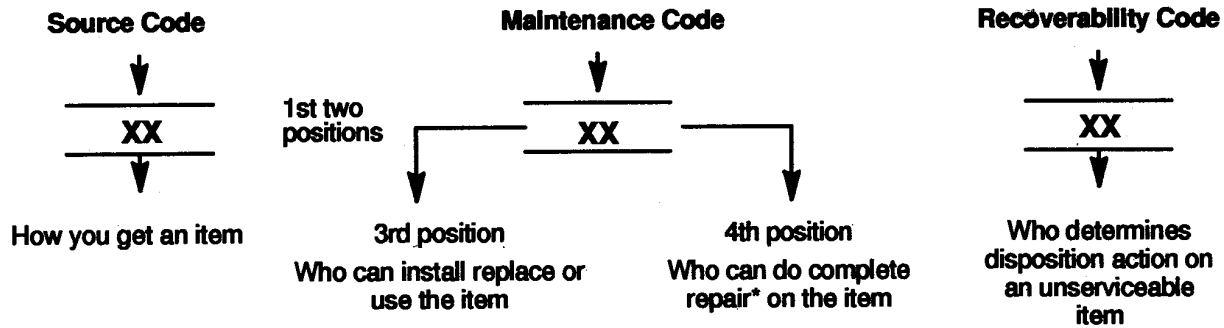 Source Code
Maintenance Code
Recoverability Code
XX
1st two
positions
XX
XX
How you get an item
3rd position
Who can install replace or
use the item
4th position
Who can do complete
repair* on the item
Who determines
disposition action on
an unserviceable
item